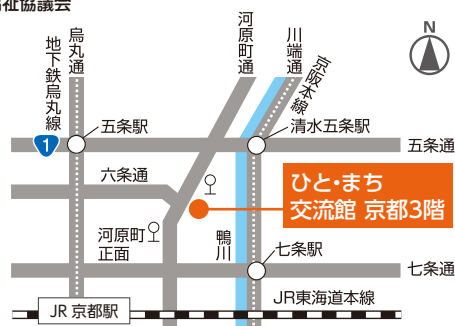 福祉協議会
地下鉄烏丸線
烏丸通
河原町通
川端通
京阪本線
N
1
五条駅
清水五条駅
五条通
六条通
ひと・まち
交流館 京都3階
河原町
正面
鴨川
七条駅
七条通
JR東海道本線
JR 京都駅